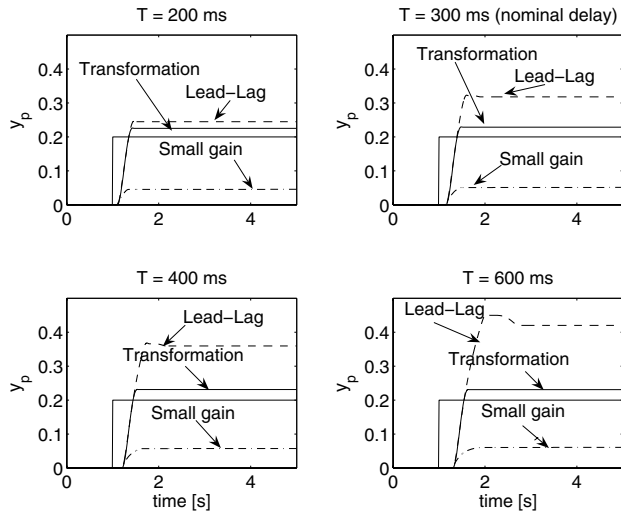 T = 200 ms
T = 300 ms (nominal delay)
0.4
0.3
0.2
0.1
0
y_p
Transformation
Lead–Lag
Small gain
0
2
4
0.4
0.3
0.2
0.1
0
y_p
Transformation
Lead–Lag
Small gain
0
2
4
T = 400 ms
T = 600 ms
0.4
0.3
0.2
0.1
0
y_p
Lead–Lag
Transformation
Small gain
0
2
4
time [s]
0.4
0.3
0.2
0.1
0
y_p
Lead–Lag
Transformation
Small gain
0
2
4
time [s]